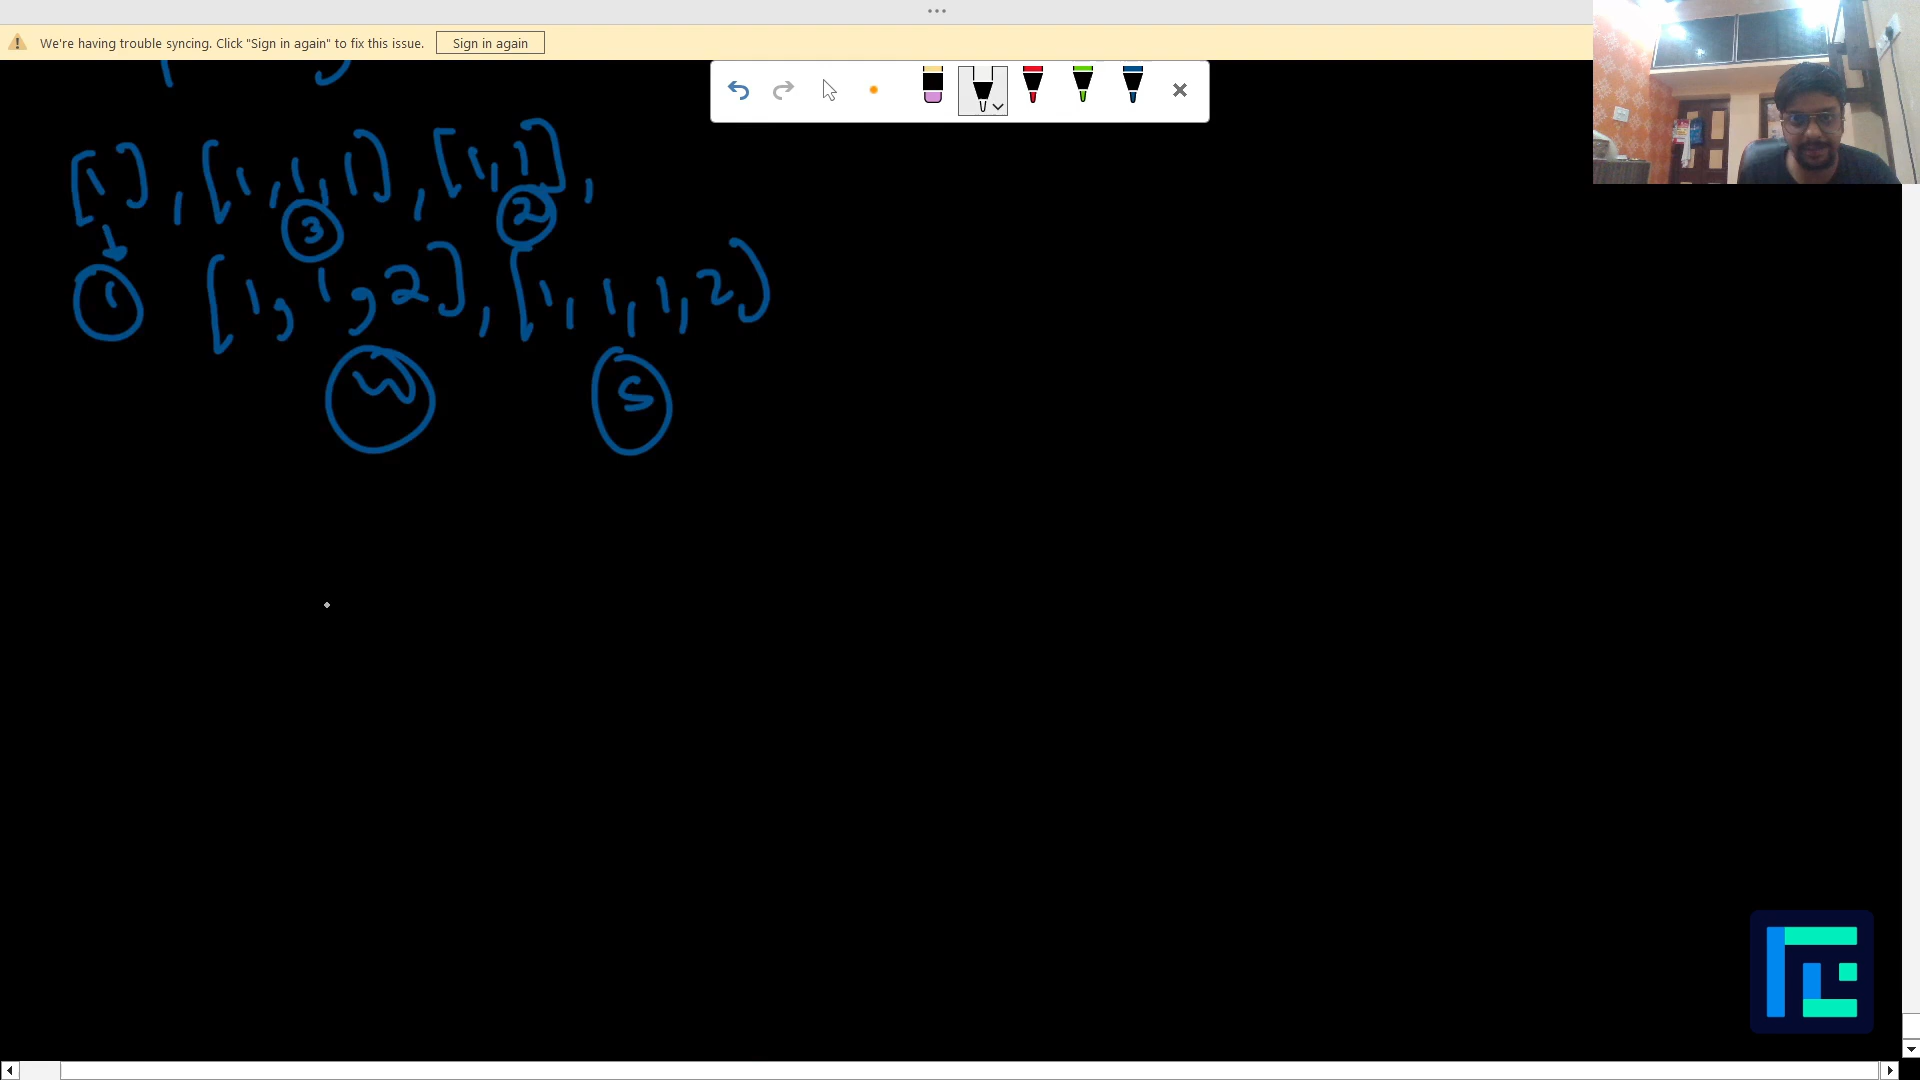 We're having trouble syncing. Click "Sign in again" to fix this issue. Sign in again
[1], [1,1,1], [1,1],
3 2
1 [1,1,2], [1,1,1,2]
5